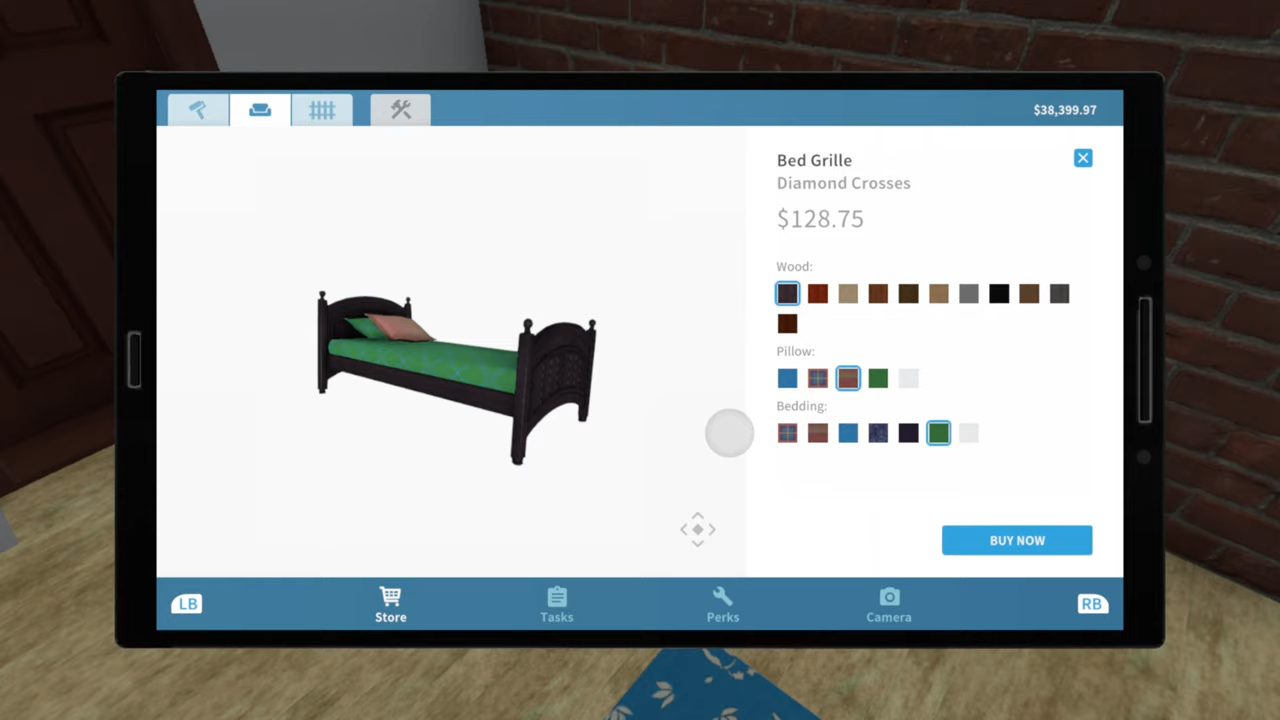 $38,399.97
Bed Grille
Diamond Crosses
$128.75
Wood:
Pillow:
Bedding:
BUY NOW
LB
Store
Tasks
Perks
Camera
RB